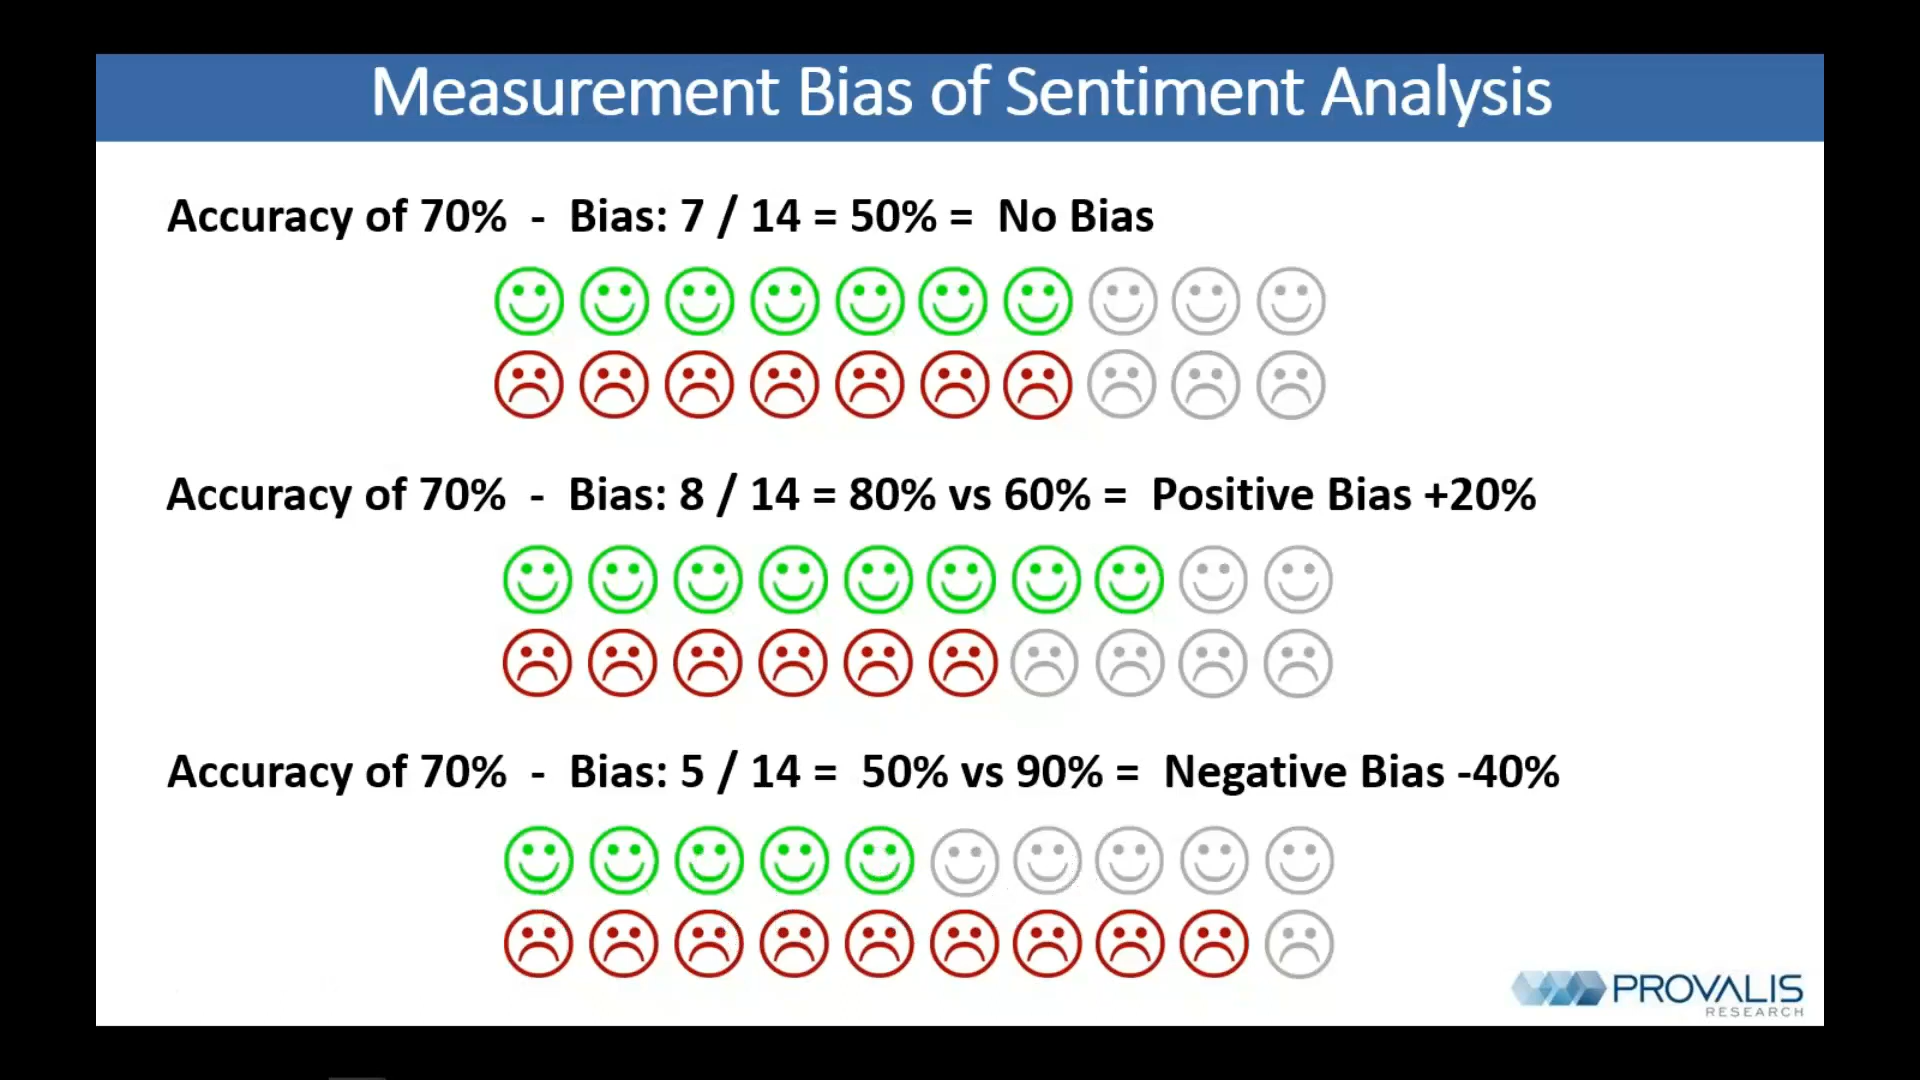 Measurement Bias of Sentiment Analysis
Accuracy of 70% - Bias: 7 / 14 = 50% = No Bias
Accuracy of 70% - Bias: 8 / 14 = 80% vs 60% = Positive Bias +20%
Accuracy of 70% - Bias: 5 / 14 = 50% vs 90% = Negative Bias -40%
PROVALIS
RESEARCH